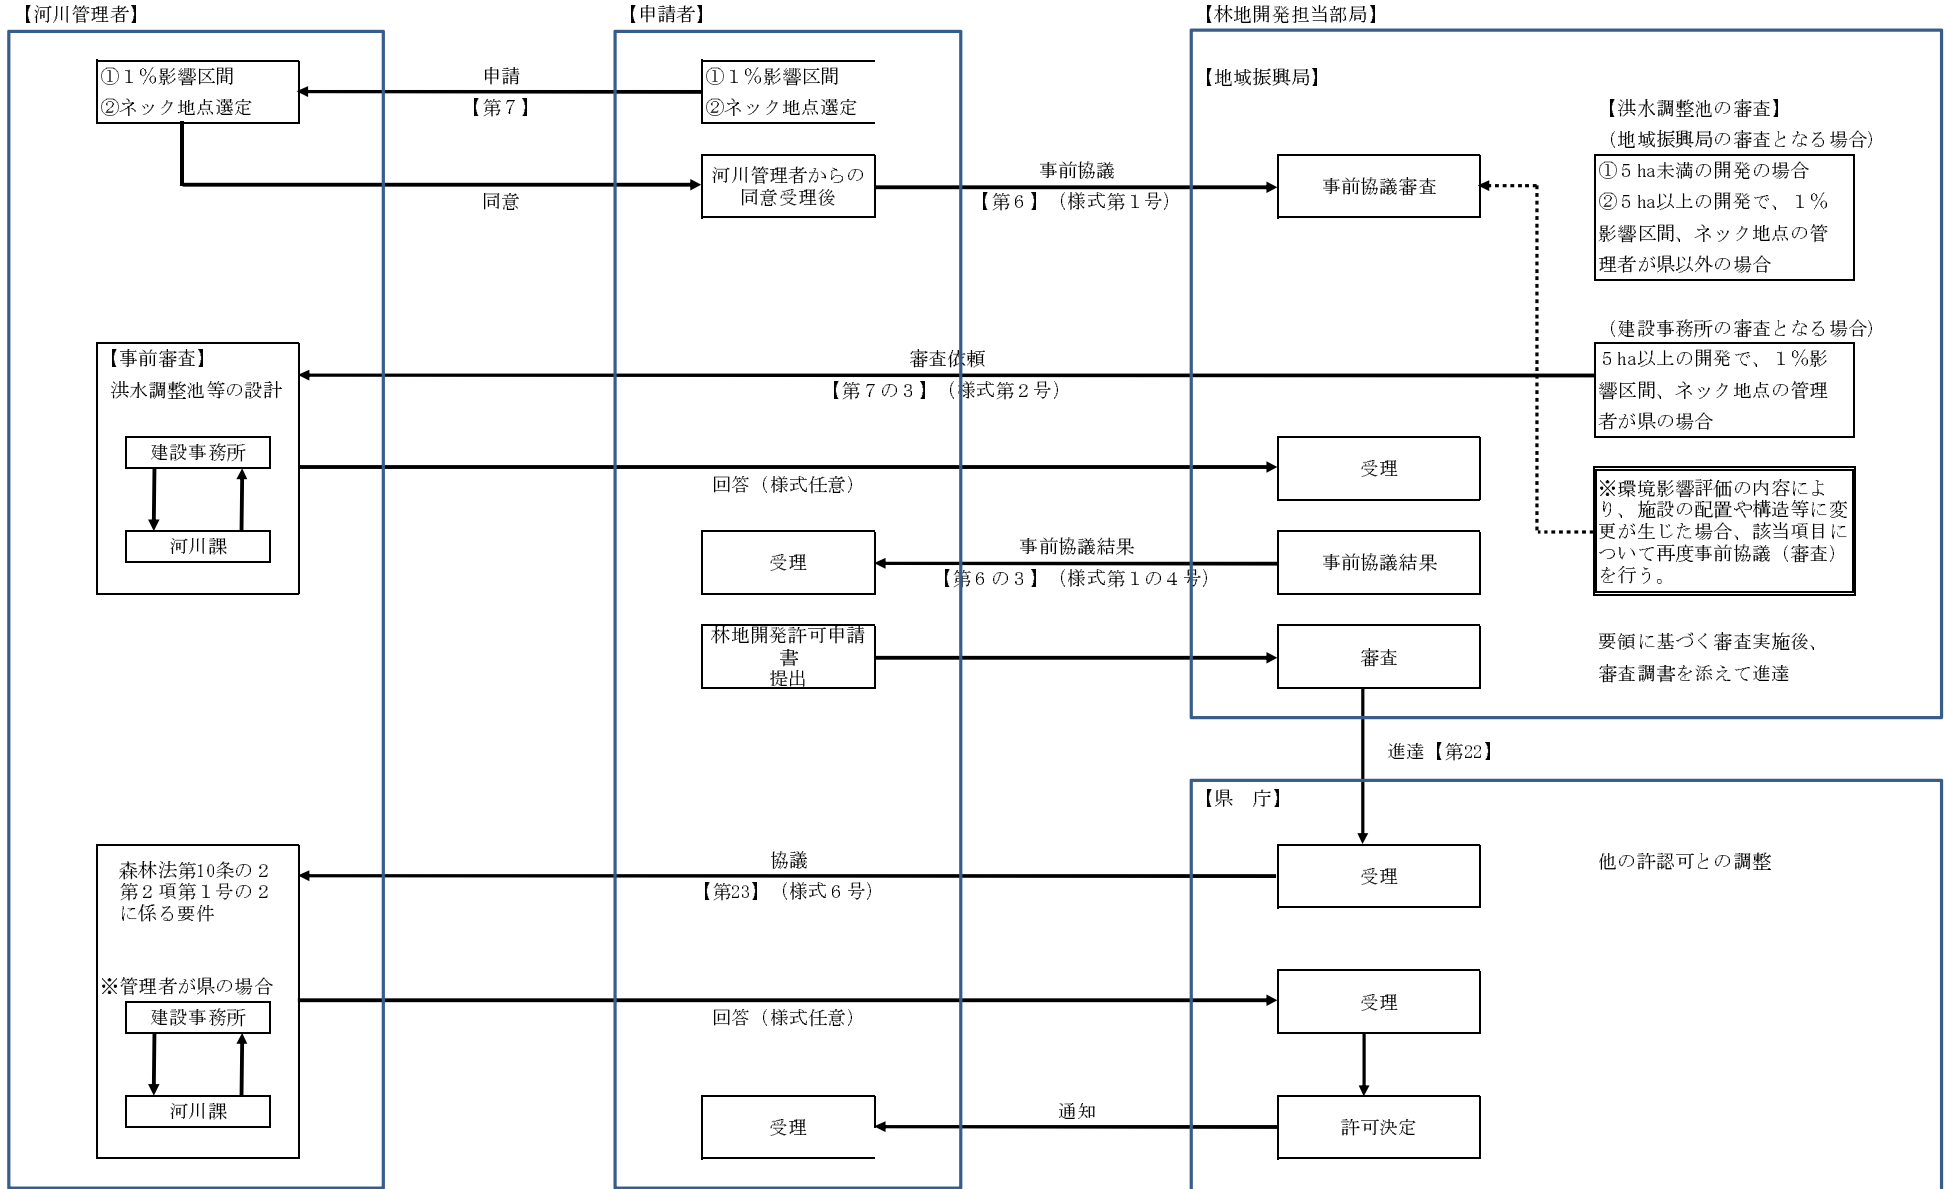 【河川管理者】
【申請者】
【林地開発担当部局】
①１％影響区間
②ネック地点選定
申請
【第７】
①１％影響区間
②ネック地点選定
【地域振興局】
【洪水調整池の審査】
（地域振興局の審査となる場合）
①５ha未満の開発の場合
②５ha以上の開発で、１％
影響区間、ネック地点の管
理者が県以外の場合
同意
河川管理者からの
同意受理後
事前協議
【第６】（様式第１号）
事前協議審査
（建設事務所の審査となる場合）
５ha以上の開発で、１％影
響区間、ネック地点の管理
者が県の場合
審査依頼
【第７の３】（様式第２号）
【事前審査】
洪水調整池等の設計
建設事務所
河川課
回答（様式任意）
受理
※環境影響評価の内容によ
り、施設の配置や構造等に変
更が生じた場合、該当項目に
ついて再度事前協議（審査）
を行う。
受理
事前協議結果
【第６の３】（様式第１の４号）
事前協議結果
林地開発許可申請
書
提出
審査
要領に基づく審査実施後、
審査調書を添えて進達
進達【第22】
【県　庁】
森林法第10条の２
第２項第１号の２
に係る要件
協議
【第23】（様式６号）
受理
他の許認可との調整
※管理者が県の場合
建設事務所
河川課
回答（様式任意）
受理
受理
通知
許可決定